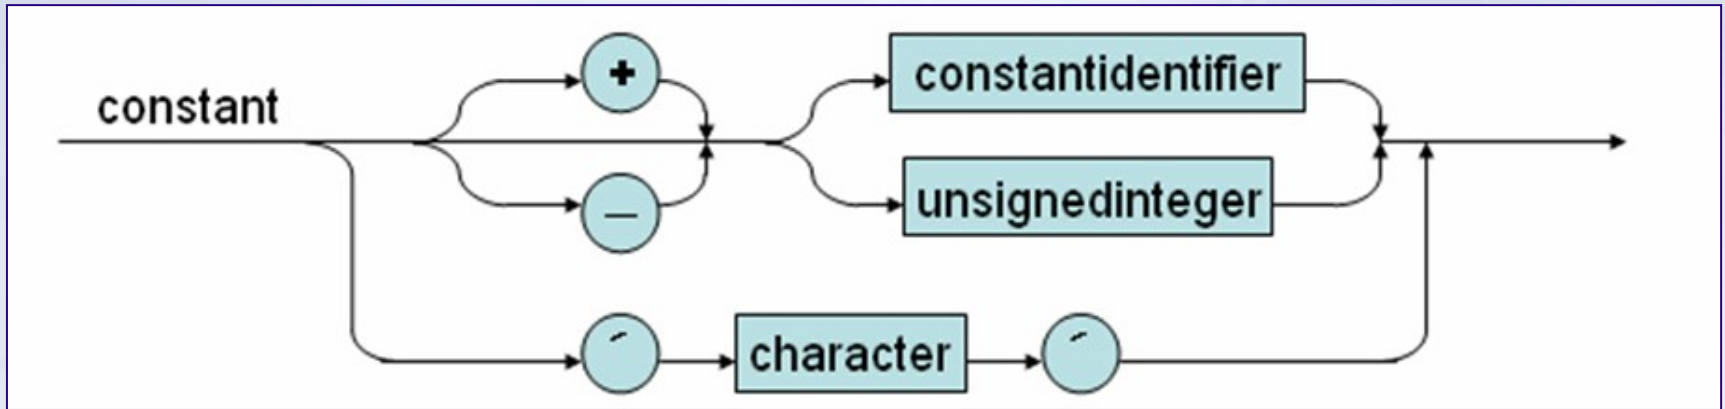 constant
+
constantidentifier
—
unsignedinteger
´ character ´